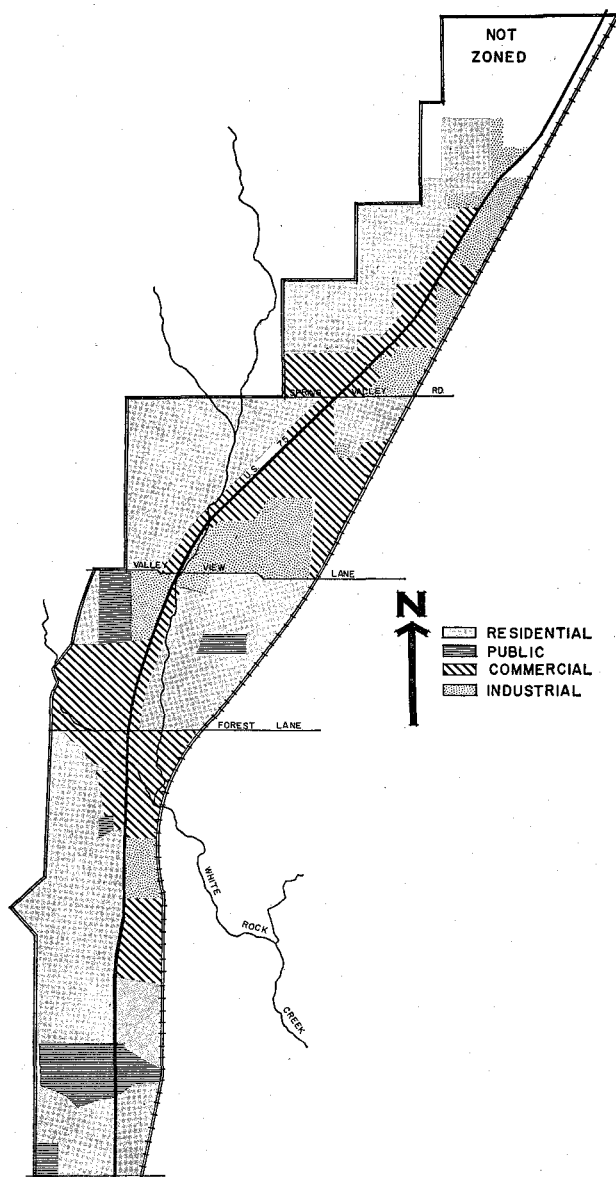 NOT
ZONED
SPRING VALLEY RD.
U.S. 75
VALLEY VIEW LANE
N
RESIDENTIAL
PUBLIC
COMMERCIAL
INDUSTRIAL
FOREST LANE
WHITE
ROCK
CREEK